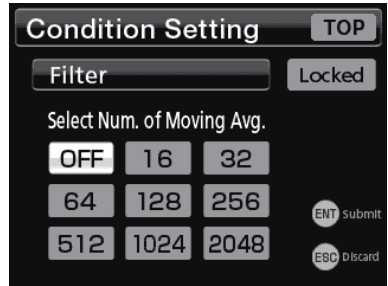 Condition Setting TOP
Filter Locked
Select Num. of Moving Avg.
OFF 16 32
64 128 256
ENT Submit
512 1024 2048
ESC Discard